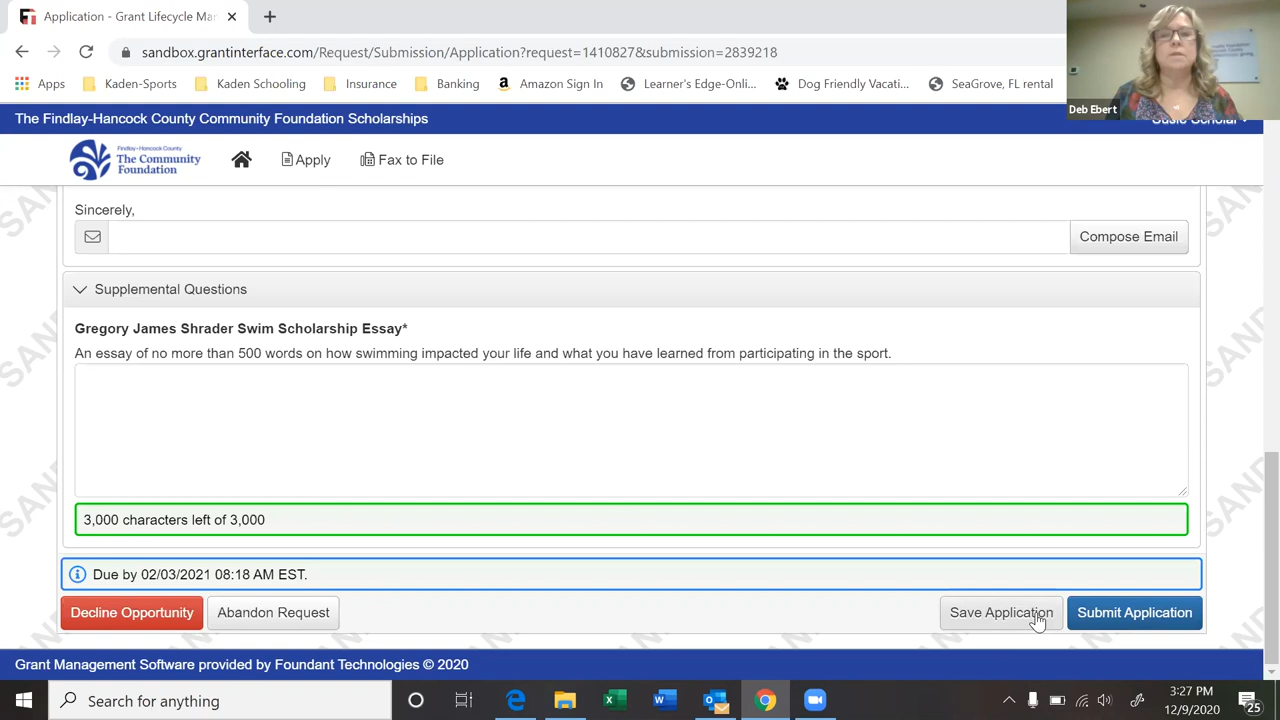 Application - Grant Lifecycle Mar
sandbox.grantinterface.com/Request/Submission/Application?request=1410827&submission=2839218
Apps Kaden-Sports Kaden Schooling Insurance Banking Amazon Sign In Learner's Edge-Onli... Dog Friendly Vacati... SeaGrove, FL rental
Deb Ebert
The Findlay-Hancock County Community Foundation Scholarships Susie Scholar
Findlay-Hancock County
The Community
Foundation
Apply Fax to File
Sincerely,
Compose Email
Supplemental Questions
Gregory James Shrader Swim Scholarship Essay*
An essay of no more than 500 words on how swimming impacted your life and what you have learned from participating in the sport.
3,000 characters left of 3,000
Due by 02/03/2021 08:18 AM EST.
Decline Opportunity Abandon Request Save Application Submit Application
Grant Management Software provided by Foundant Technologies © 2020
Search for anything
3:27 PM
12/9/2020
25